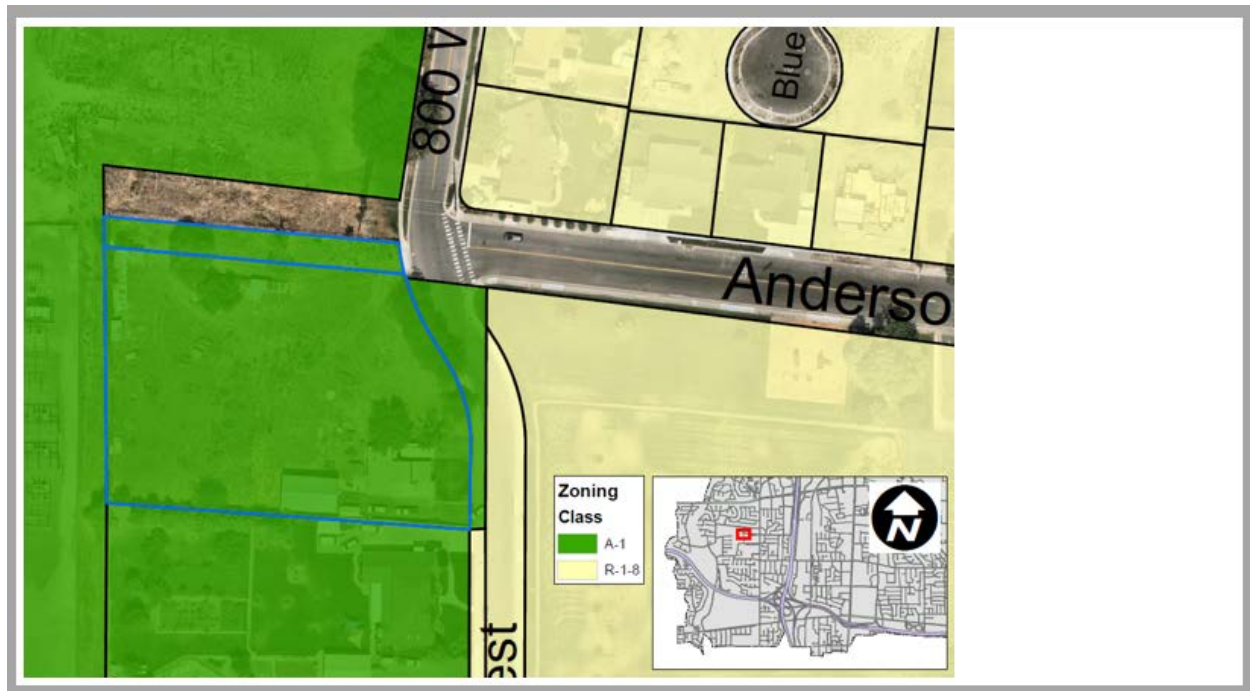 800 W
Blue
Anderso
Zoning
Class
A-1
R-1-8
N
est